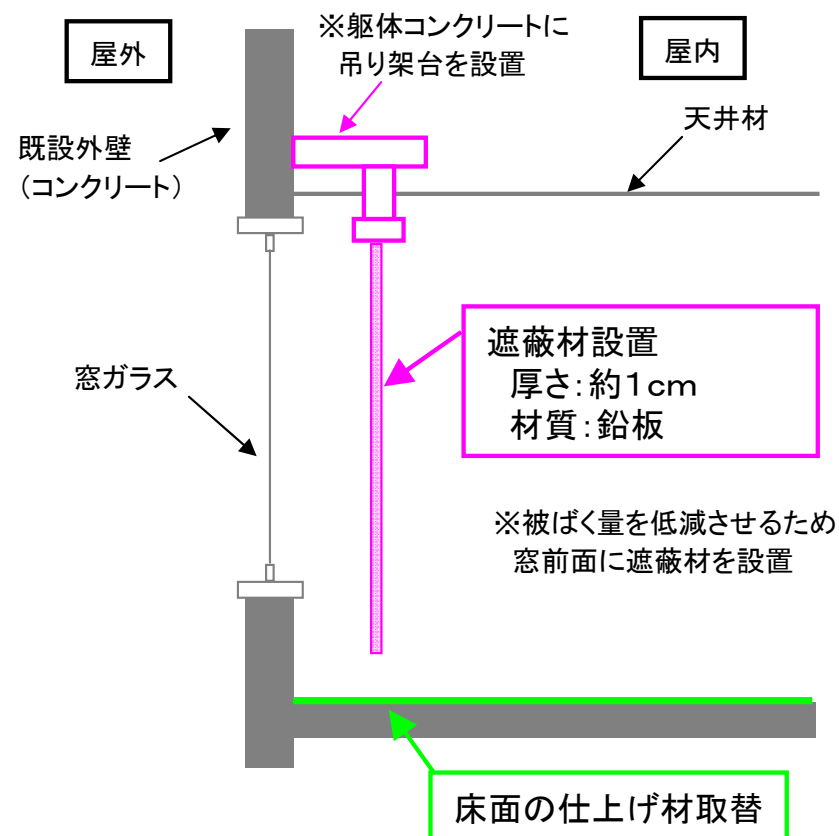 ※躯体コンクリートに
吊り架台を設置
屋外
屋内
天井材
既設外壁
（コンクリート）
遮蔽材設置
厚さ：約1cm
材質：鉛板
窓ガラス
※被ばく量を低減させるため
窓前面に遮蔽材を設置
床面の仕上げ材取替